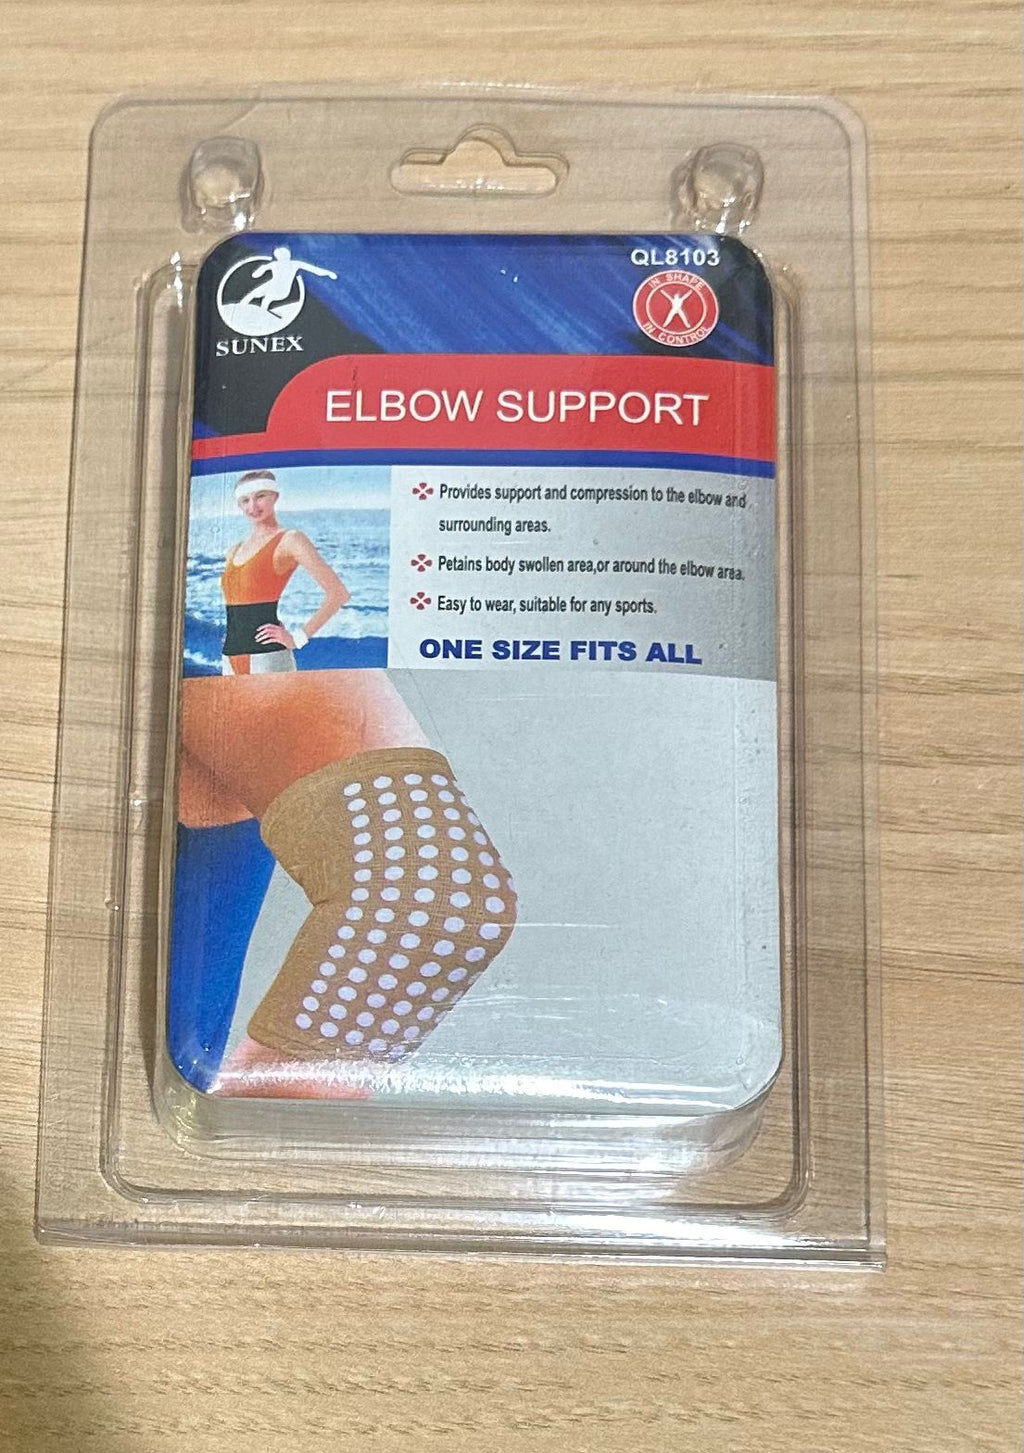 SUNEX
QL8103
IN SHAPE
IN CONTROL
ELBOW SUPPORT
Provides support and compression to the elbow and
surrounding areas.
Petains body swollen area,or around the elbow area.
Easy to wear, suitable for any sports.
ONE SIZE FITS ALL